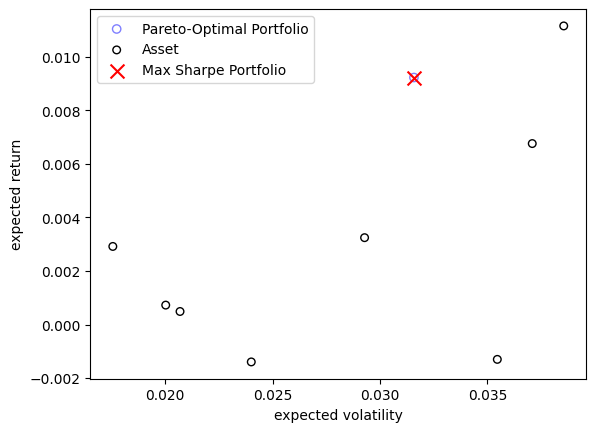 Pareto-Optimal Portfolio
Asset
Max Sharpe Portfolio
expected return
0.010
0.008
0.006
0.004
0.002
0.000
−0.002
0.020 0.025 0.030 0.035
expected volatility